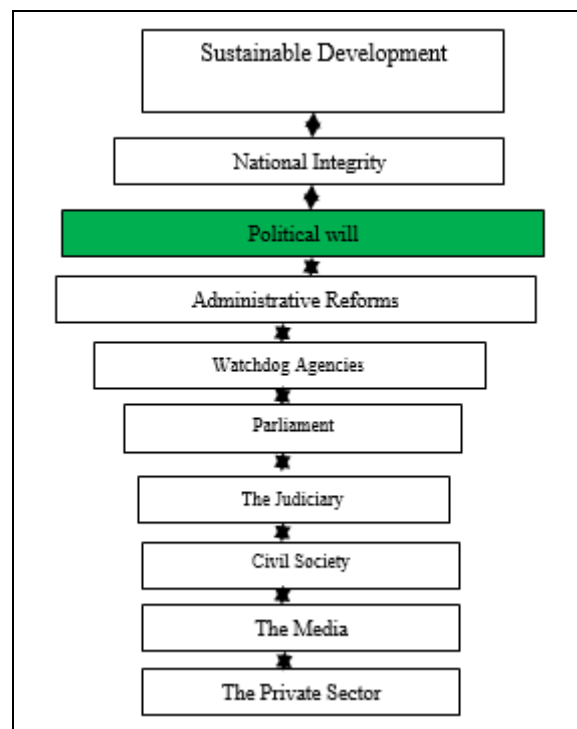 Sustainable Development
National Integrity
Political will
Administrative Reforms
Watchdog Agencies
Parliament
The Judiciary
Civil Society
The Media
The Private Sector